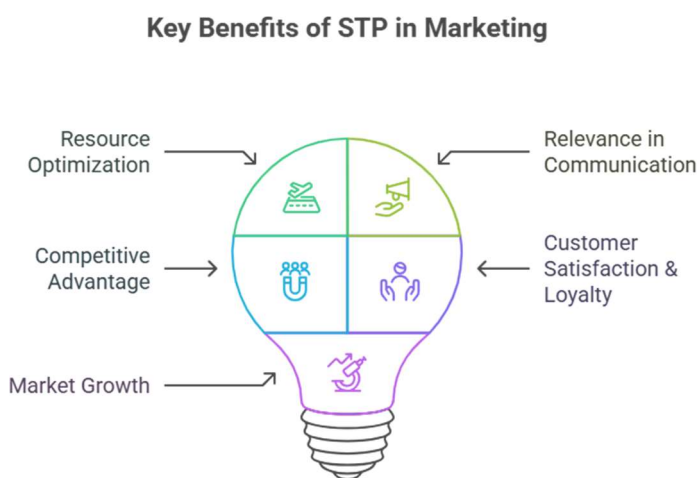 Key Benefits of STP in Marketing
Resource
Optimization
Relevance in
Communication
Competitive
Advantage
Customer
Satisfaction &
Loyalty
Market Growth